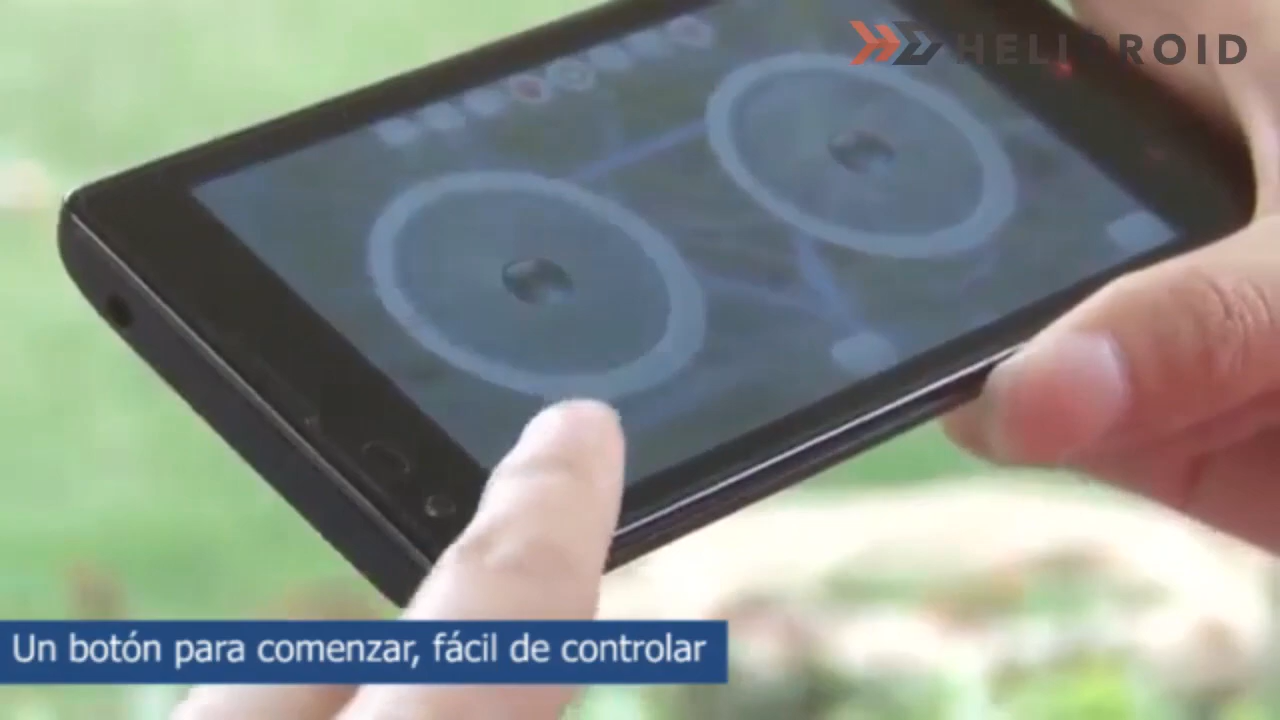 HELIDROID
Un botón para comenzar, fácil de controlar